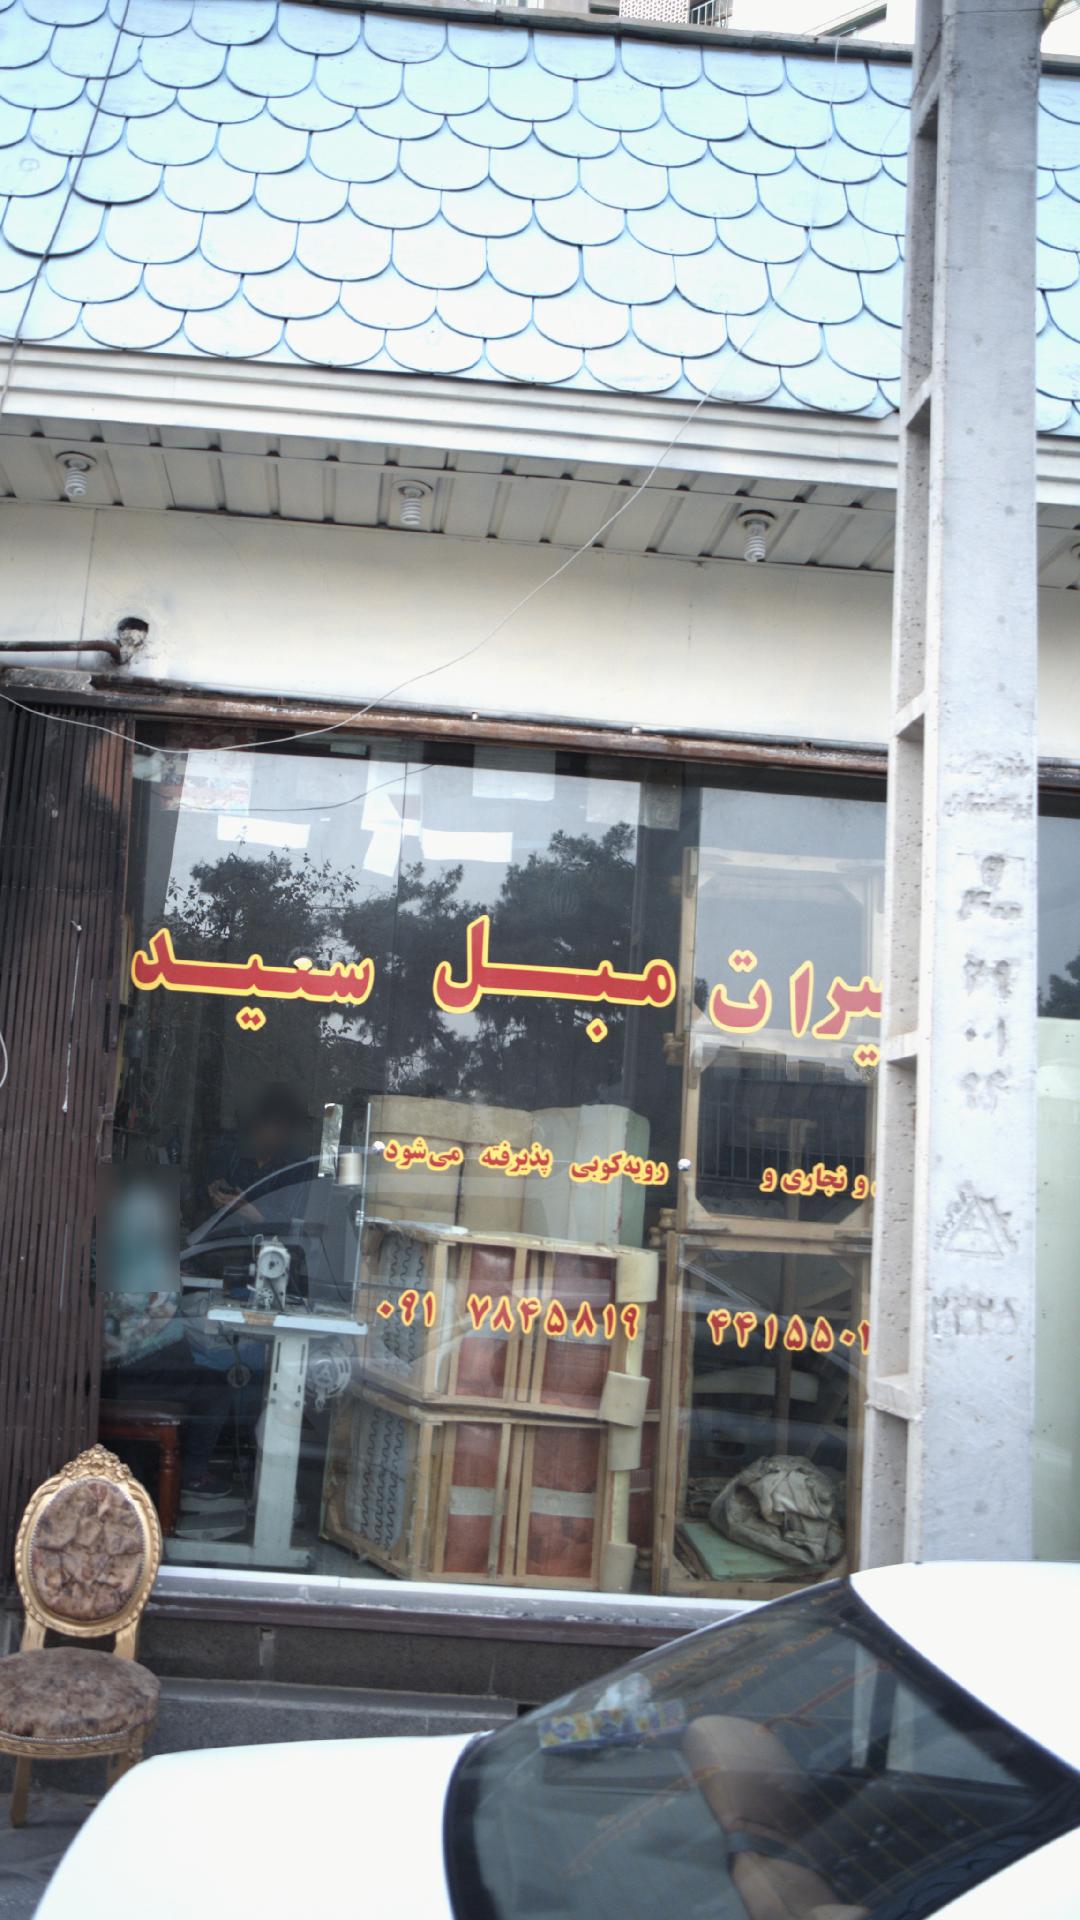 یرات مبل سعید
و نجاری و رویه‌کوبی پذیرفته می‌شود
۴۴۱۵۵۰
۰۹۱ ۷۸۴۵۸۱۹